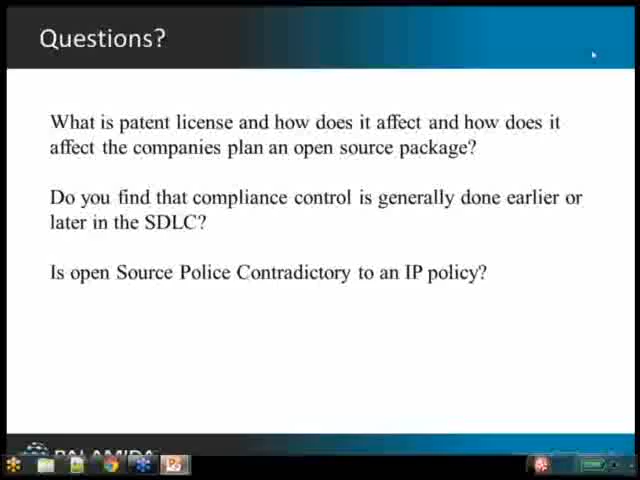 Questions?
What is patent license and how does it affect and how does it
affect the companies plan an open source package?
Do you find that compliance control is generally done earlier or
later in the SDLC?
Is open Source Police Contradictory to an IP policy?
PALAMIDA